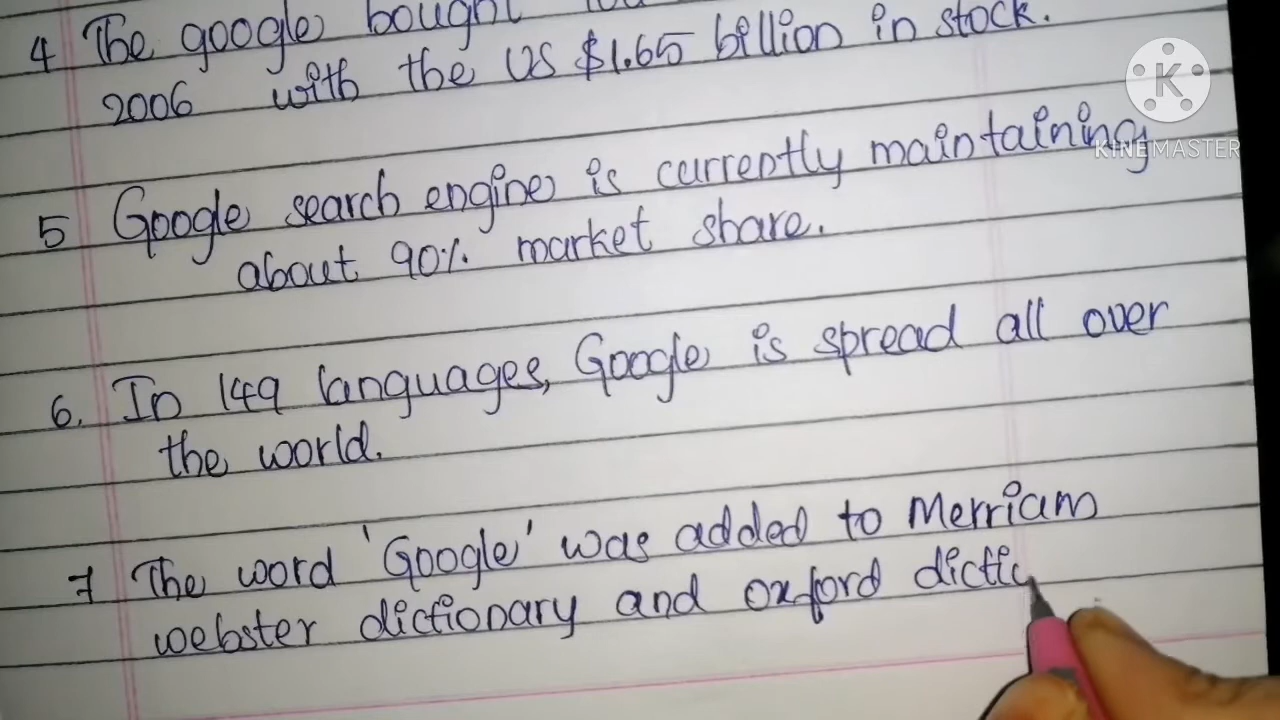 4 The google bought
2006 with the US $1.65 billion in stock.
K
KINEMASTER
5 Google search engine is currently maintaining
about 90% market share.
6. In 149 languages, Google is spread all over
the world.
7 The word 'Google' was added to Merriam
webster dictionary and oxford dictio